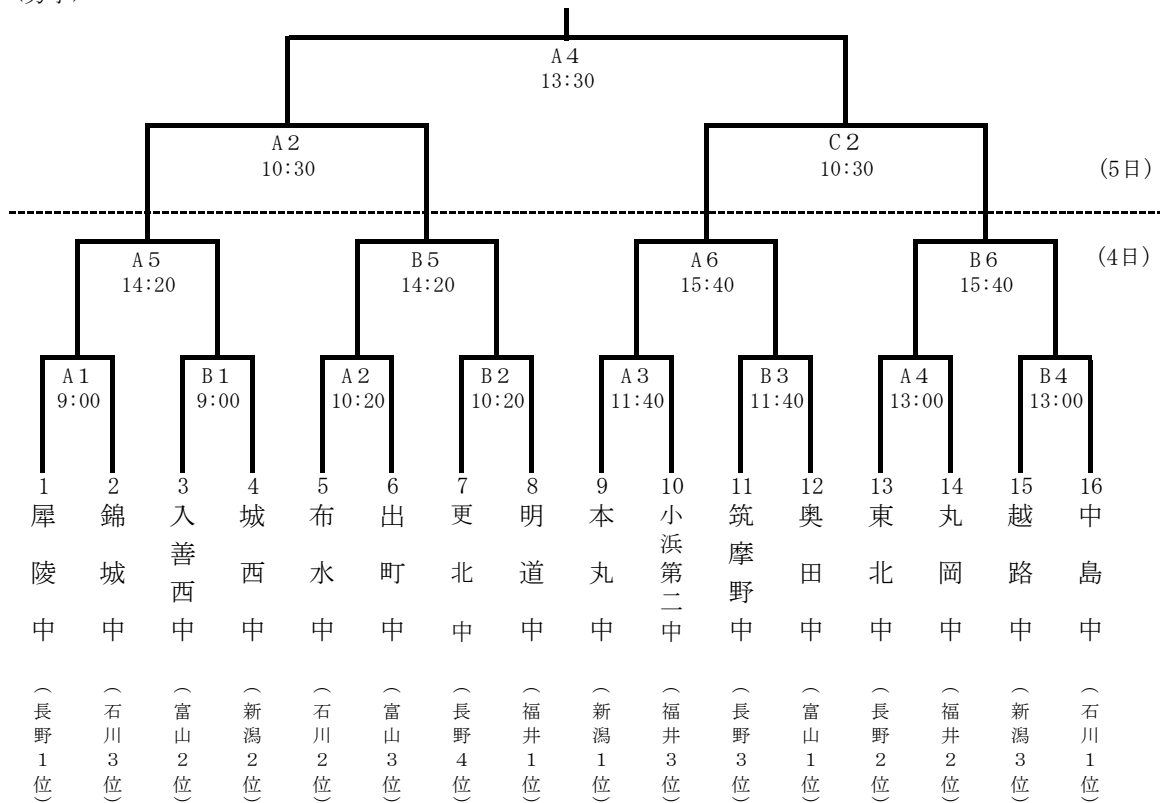 A4
13:30
A2
10:30
C2
10:30
(5日)
A5
14:20
B5
14:20
A6
15:40
B6
15:40
(4日)
A1
9:00
B1
9:00
A2
10:20
B2
10:20
A3
11:40
B3
11:40
A4
13:00
B4
13:00
1
犀陵中
(長野1位)
2
錦城中
(石川3位)
3
入善西中
(富山2位)
4
城西中
(新潟2位)
5
布水中
(石川2位)
6
出町中
(富山3位)
7
更北中
(長野4位)
8
明道中
(福井1位)
9
本丸中
(新潟1位)
10
小浜第二中
(福井3位)
11
筑摩野中
(長野3位)
12
奥田中
(富山1位)
13
東北中
(長野2位)
14
丸岡中
(福井2位)
15
越路中
(新潟3位)
16
中島中
(石川1位)